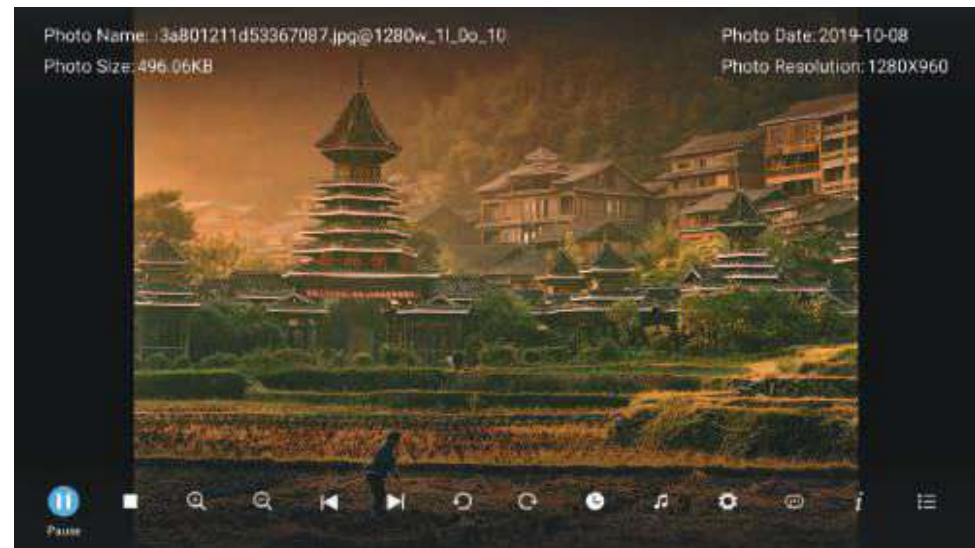 Photo Name: 3a801211d53367087.jpg@1280w_1l_0o_10
Photo Date: 2019-10-08
Photo Size: 496.06KB
Photo Resolution: 1280X960
Pause